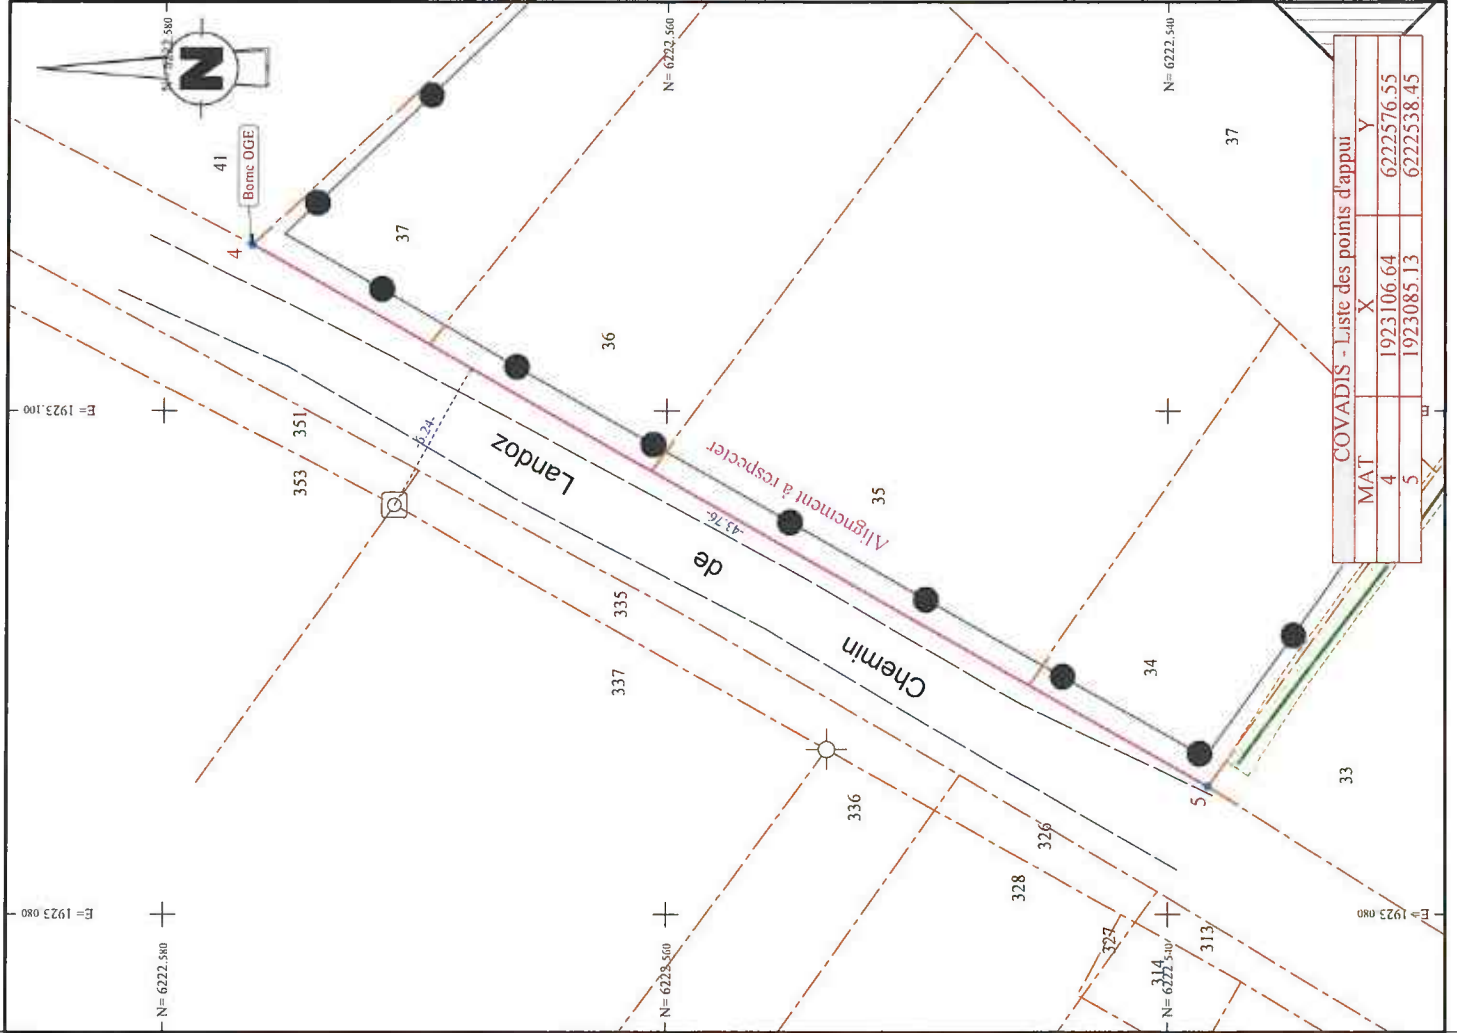 N= 6222.580
N
41
Borne OGE
4
N= 6222.560
N= 6222.540
37
37
36
35
34
33
E= 1923.100
351
353
5.24-
Chemin de Landoz
-43.76-
Alignement à respecter
335
337
336
326
328
327
313
314
5
E= 1923.080
N= 6222.580
N= 6222.560
N= 6222.540
E= 1923.080
E
COVADIS - Liste des points d'appui
MAT X Y
4 1923106.64 6222576.55
5 1923085.13 6222538.45